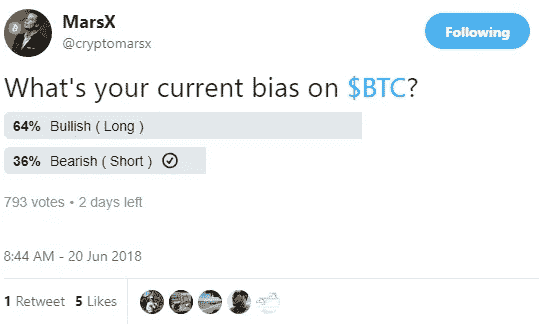 MarsX
@cryptomarsx
Following
What's your current bias on $BTC?
64% Bullish ( Long )
36% Bearish ( Short )
793 votes • 2 days left
8:44 AM - 20 Jun 2018
1 Retweet 5 Likes